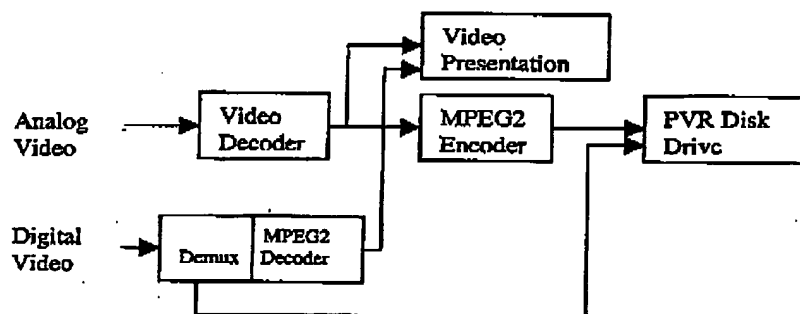 Video
Presentation
Analog
Video
Video
Decoder
MPEG2
Encoder
PVR Disk
Drive
Digital
Video
Demux
MPEG2
Decoder